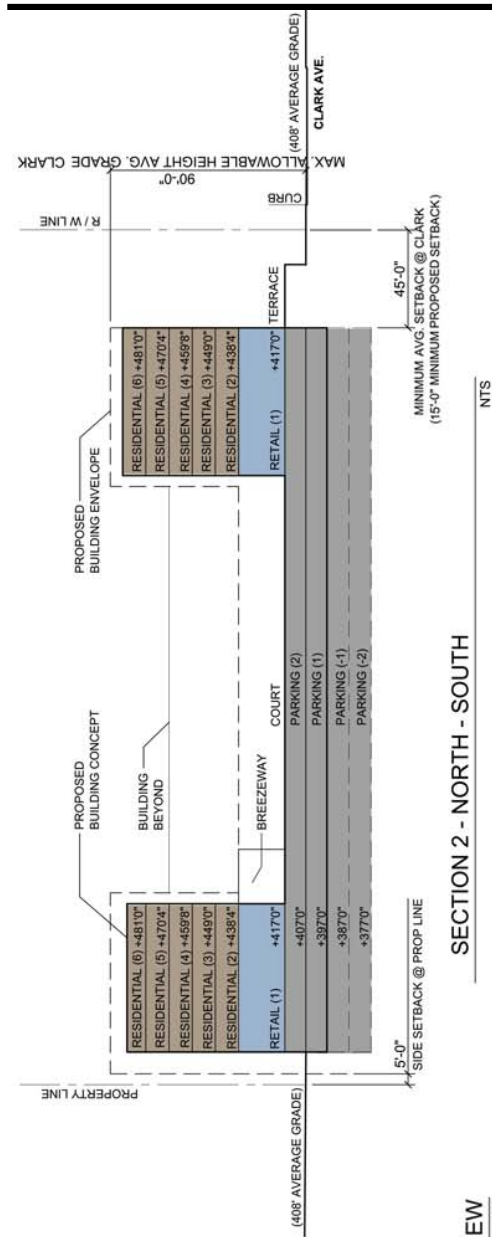 (408' AVERAGE GRADE)
PROPERTY LINE
5'-0"
SIDE SETBACK @ PROP LINE
RESIDENTIAL (6) +481'0"
RESIDENTIAL (5) +470'4"
RESIDENTIAL (4) +459'8"
RESIDENTIAL (3) +449'0"
RESIDENTIAL (2) +438'4"
RETAIL (1) +417'0"
+407'0"
+397'0"
+387'0"
+377'0"
PROPOSED
BUILDING CONCEPT
BUILDING
BEYOND
BREEZEWAY
COURT
PARKING (2)
PARKING (1)
PARKING (-1)
PARKING (-2)
PROPOSED
BUILDING ENVELOPE
RESIDENTIAL (6) +481'0"
RESIDENTIAL (5) +470'4"
RESIDENTIAL (4) +459'8"
RESIDENTIAL (3) +449'0"
RESIDENTIAL (2) +438'4"
RETAIL (1) +417'0"
TERRACE
R / W LINE
CURB
90'-0"
MAX. ALLOWABLE HEIGHT AVG. GRADE CLARK
(408' AVERAGE GRADE)
CLARK AVE.
45'-0"
MINIMUM AVG. SETBACK @ CLARK
(15'-0" MINIMUM PROPOSED SETBACK)
SECTION 2 - NORTH - SOUTH
NTS
EW